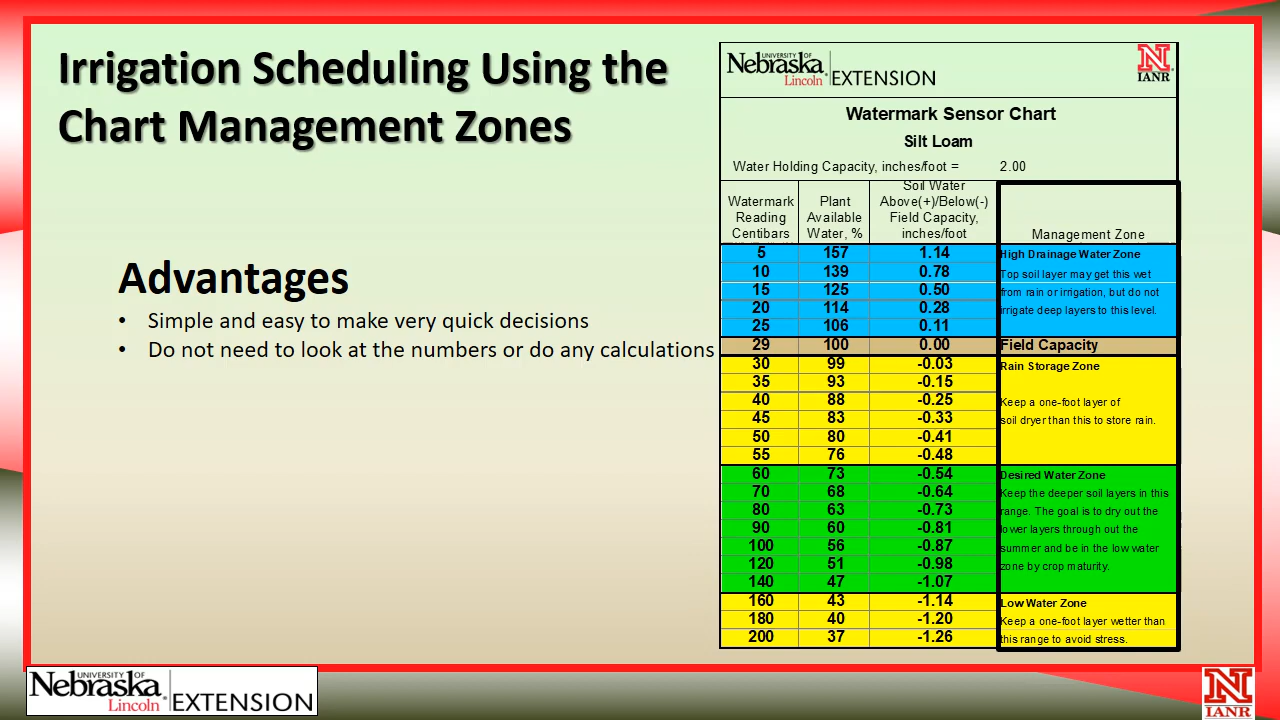 Irrigation Scheduling Using the
Chart Management Zones
Advantages
• Simple and easy to make very quick decisions
• Do not need to look at the numbers or do any calculations
UNIVERSITY OF
Nebraska
Lincoln
EXTENSION
N
IANR
Watermark Sensor Chart
Silt Loam
Water Holding Capacity, inches/foot = 2.00
Watermark Reading Centibars
Plant Available Water, %
Soil Water Above(+)/Below(-) Field Capacity, inches/foot
Management Zone
5 157 1.14 High Drainage Water Zone
10 139 0.78 Top soil layer may get this wet
15 125 0.50 from rain or irrigation, but do not
20 114 0.28 irrigate deep layers to this level.
25 106 0.11
29 100 0.00 Field Capacity
30 99 -0.03 Rain Storage Zone
35 93 -0.15
40 88 -0.25 Keep a one-foot layer of
45 83 -0.33 soil dryer than this to store rain.
50 80 -0.41
55 76 -0.48
60 73 -0.54 Desired Water Zone
70 68 -0.64 Keep the deeper soil layers in this
80 63 -0.73 range. The goal is to dry out the
90 60 -0.81 lower layers through out the
100 56 -0.87 summer and be in the low water
120 51 -0.98 zone by crop maturity.
140 47 -1.07
160 43 -1.14 Low Water Zone
180 40 -1.20 Keep a one-foot layer wetter than
200 37 -1.26 this range to avoid stress.
UNIVERSITY OF
Nebraska
Lincoln
EXTENSION
N
IANR